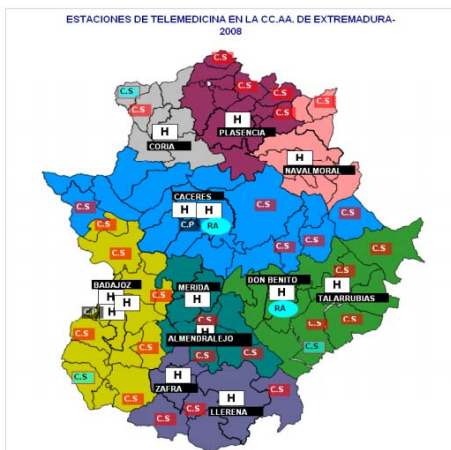 ESTACIONES DE TELEMEDICINA EN LA CC.AA. DE EXTREMADURA-
2008
C.S
C.S
C.S
C.S
C.S
C.S
C.S
H
H
CORIA
PLASENCIA
H
NAVALMORAL
CACERES
H
H
C.P
RA
C.S
C.S
C.S
C.S
C.S
C.S
C.S
BADAJOZ
H
H
H
C.P
C.S
MERIDA
H
DON BENITO
H
RA
C.S
H
TALARRUBIAS
C.S
H
ALMENDRALEJO
C.S
C.S
C.S
C.S
C.S
C.S
C.S
H
ZAFRA
H
LLERENA
C.S
C.S
C.S
C.S